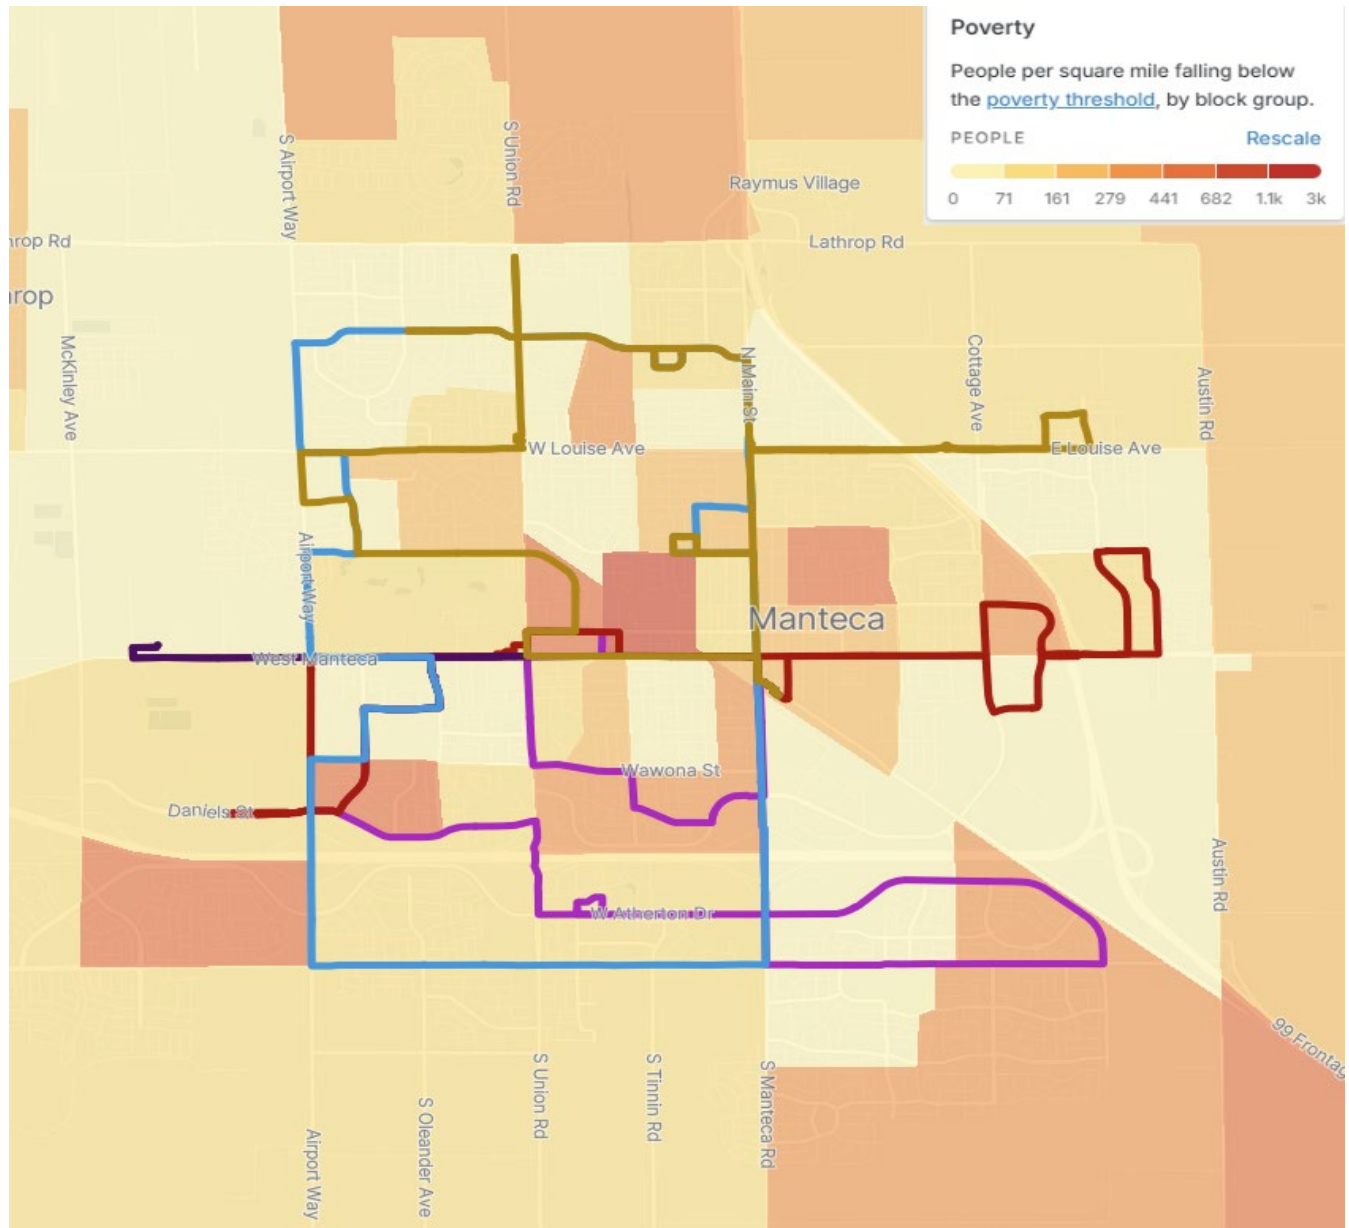 Poverty
People per square mile falling below
the poverty threshold, by block group.
PEOPLE Rescale
0 71 161 279 441 682 1.1k 3k
S Airport Way
S Union Rd
Raymus Village
hrop Rd
Lathrop Rd
hrop
McKinley Ave
N Main St
Cottage Ave
Austin Rd
W Louise Ave
E Louise Ave
Airport Way
Manteca
West Manteca
Wawona St
Daniels St
Austin Rd
W Atherton Dr
99 Frontag
S Union Rd
S Tinnin Rd
S Manteca Rd
S Oleander Ave
Airport Way